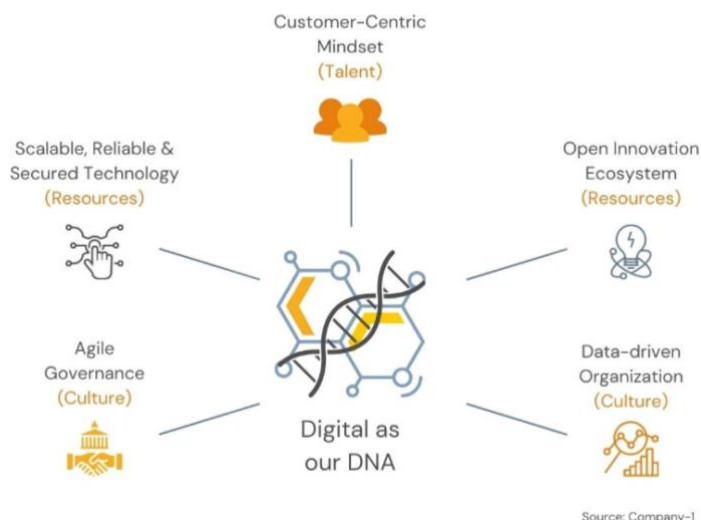 Customer-Centric
Mindset
(Talent)
Scalable, Reliable &
Secured Technology
(Resources)
Open Innovation
Ecosystem
(Resources)
Agile
Governance
(Culture)
Data-driven
Organization
(Culture)
Digital as
our DNA
Source: Company-1